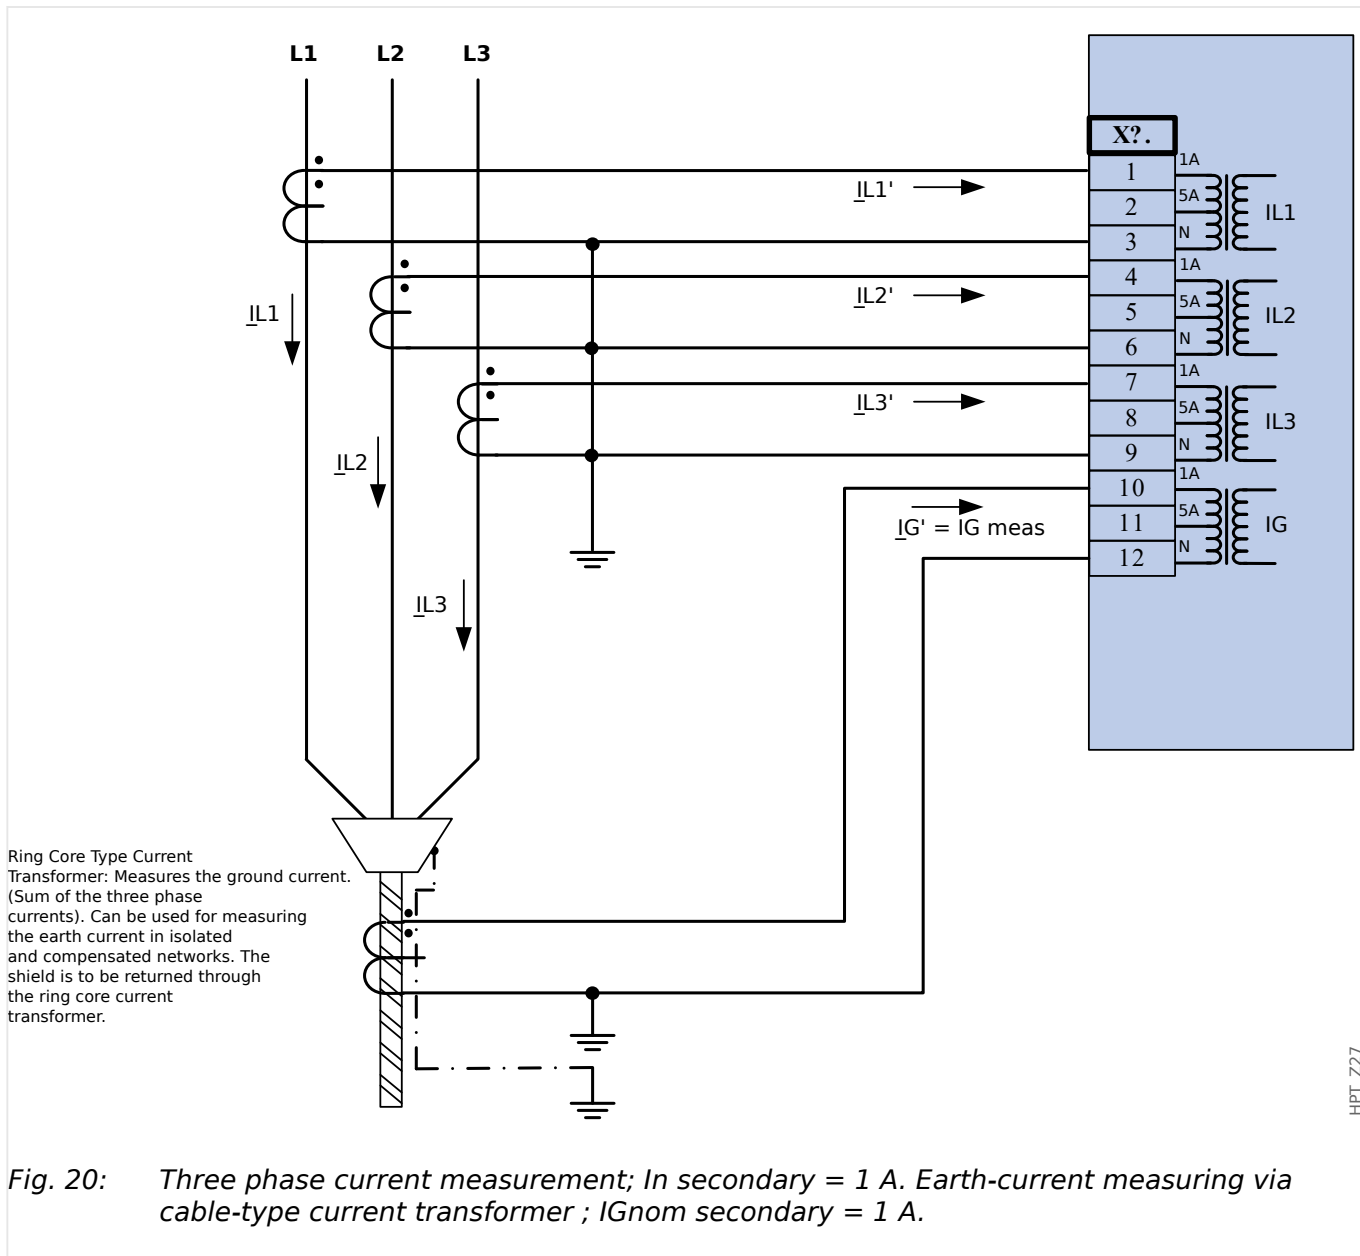 L1 L2 L3
X?.
1
2
3
4
5
6
7
8
9
10
11
12
1A
5A
N
IL1
1A
5A
N
IL2
1A
5A
N
IL3
1A
5A
N
IG
IL1'
IL2'
IL3'
IG' = IG meas
IL1
IL2
IL3
Ring Core Type Current
Transformer: Measures the ground current.
(Sum of the three phase
currents). Can be used for measuring
the earth current in isolated
and compensated networks. The
shield is to be returned through
the ring core current
transformer.
HPT_Z27
Fig. 20: Three phase current measurement; In secondary = 1 A. Earth-current measuring via
cable-type current transformer ; IGnom secondary = 1 A.